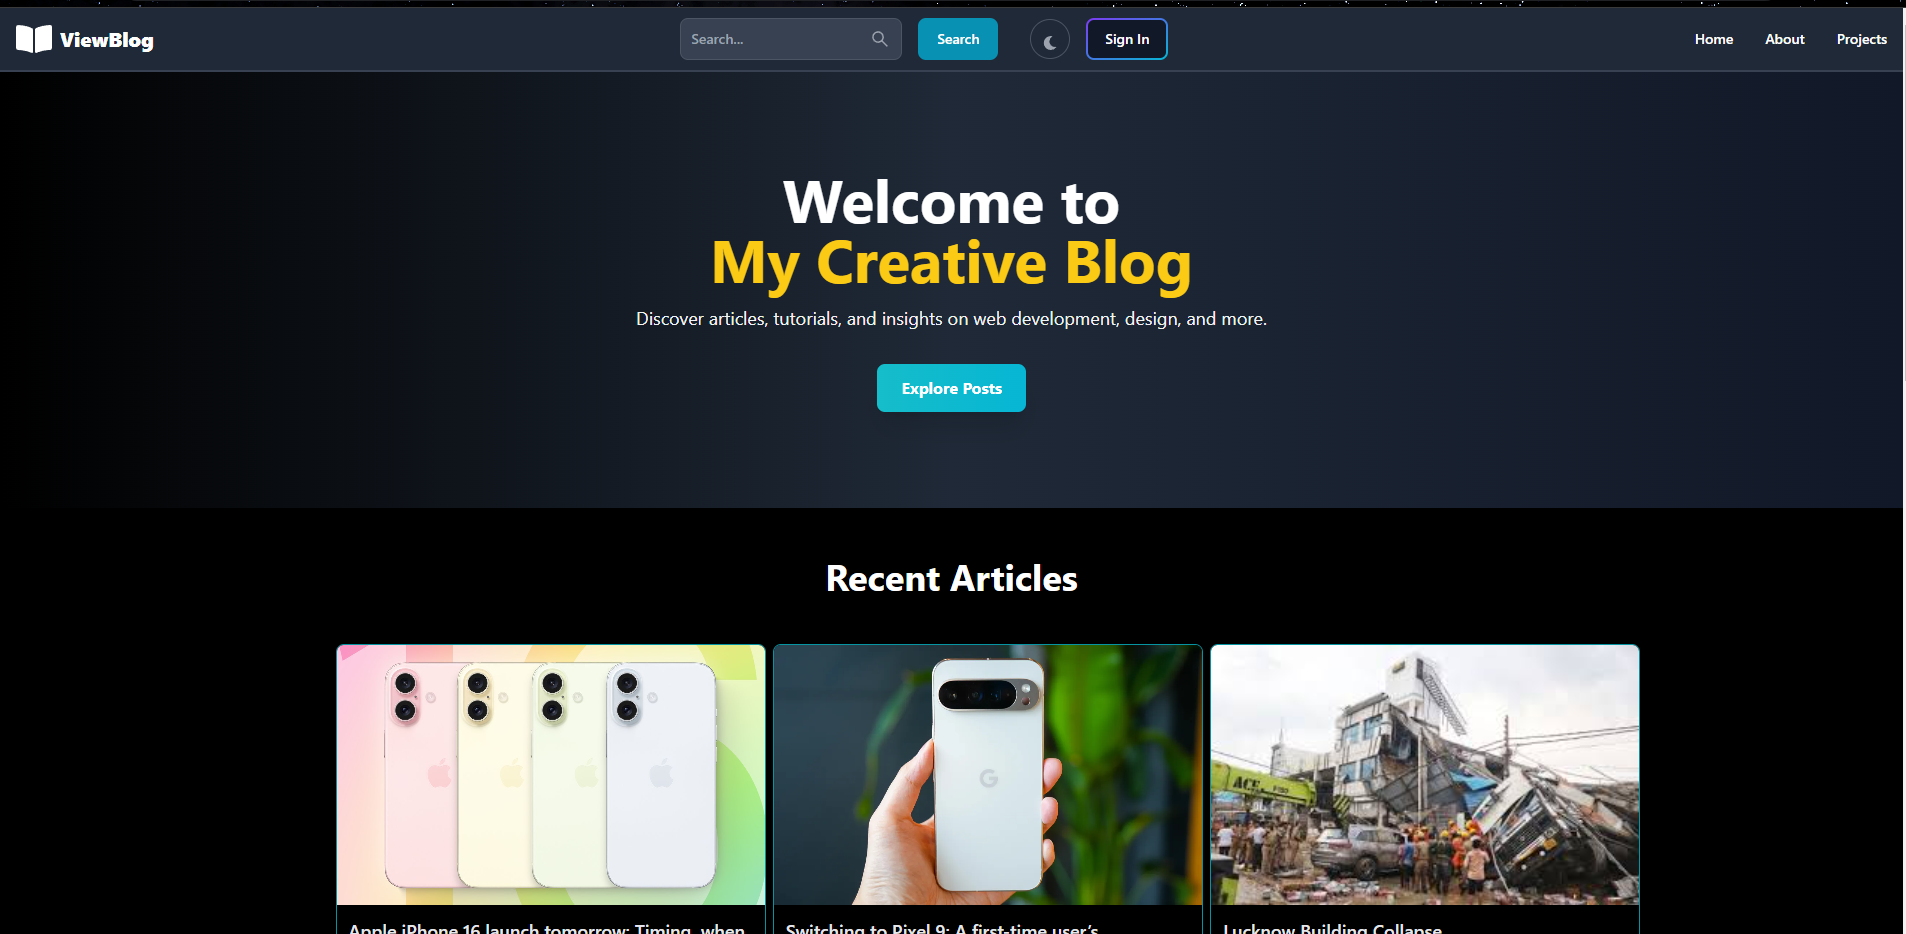 ViewBlog
Search...
Search
Sign In
Home
About
Projects
Welcome to
My Creative Blog
Discover articles, tutorials, and insights on web development, design, and more.
Explore Posts
Recent Articles
G
ACE
Apple iPhone 16 launch tomorrow: Timing, when
Switching to Pixel 9: A first-time user's
Lucknow Building Collapse